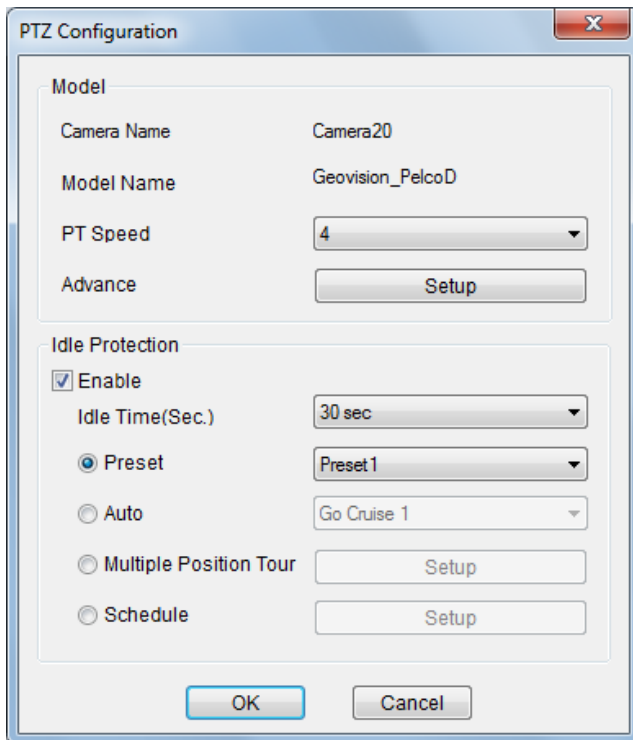 PTZ Configuration
Model
Camera Name Camera20
Model Name Geovision_PelcoD
PT Speed 4
Advance Setup
Idle Protection
Enable
Idle Time(Sec.) 30 sec
Preset Preset1
Auto Go Cruise 1
Multiple Position Tour Setup
Schedule Setup
OK Cancel